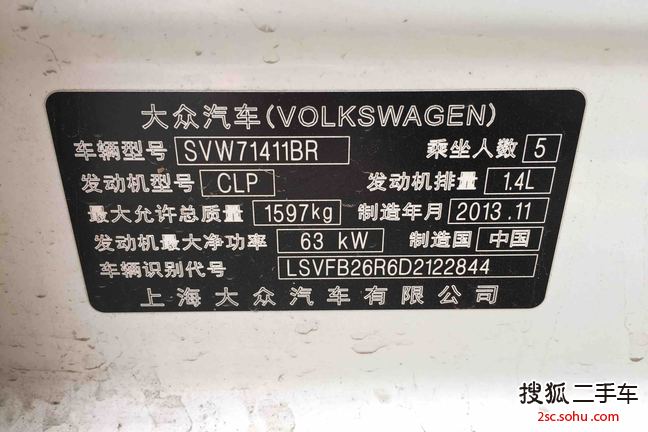 大众汽车(VOLKSWAGEN)
车辆型号 SVW71411BR 乘坐人数 5
发动机型号 CLP 发动机排量 1.4L
最大允许总质量 1597kg 制造年月 2013.11
发动机最大净功率 63 kW 制造国 中国
车辆识别代号 LSVFB26R6D2122844
上海大众汽车有限公司
搜狐二手车
2sc.sohu.com